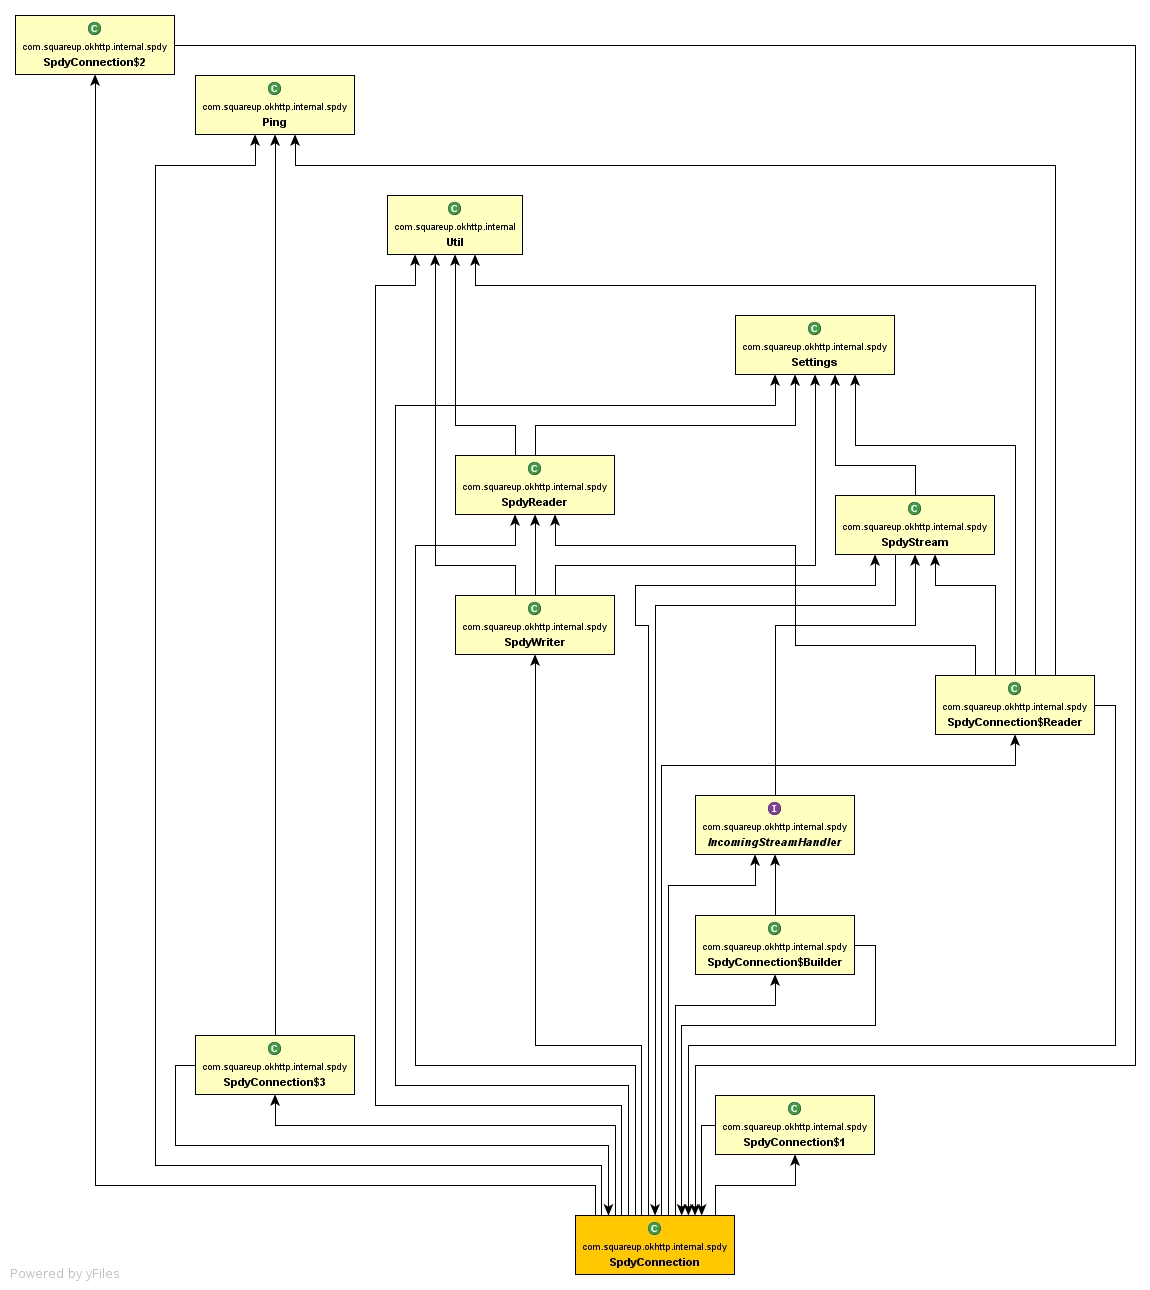 C
com.squareup.okhttp.internal.spdy
SpdyConnection$2
C
com.squareup.okhttp.internal.spdy
Ping
C
com.squareup.okhttp.internal
Util
C
com.squareup.okhttp.internal.spdy
Settings
C
com.squareup.okhttp.internal.spdy
SpdyReader
C
com.squareup.okhttp.internal.spdy
SpdyStream
C
com.squareup.okhttp.internal.spdy
SpdyWriter
C
com.squareup.okhttp.internal.spdy
SpdyConnection$Reader
I
com.squareup.okhttp.internal.spdy
IncomingStreamHandler
C
com.squareup.okhttp.internal.spdy
SpdyConnection$Builder
C
com.squareup.okhttp.internal.spdy
SpdyConnection$3
C
com.squareup.okhttp.internal.spdy
SpdyConnection$1
C
com.squareup.okhttp.internal.spdy
SpdyConnection
Powered by yFiles